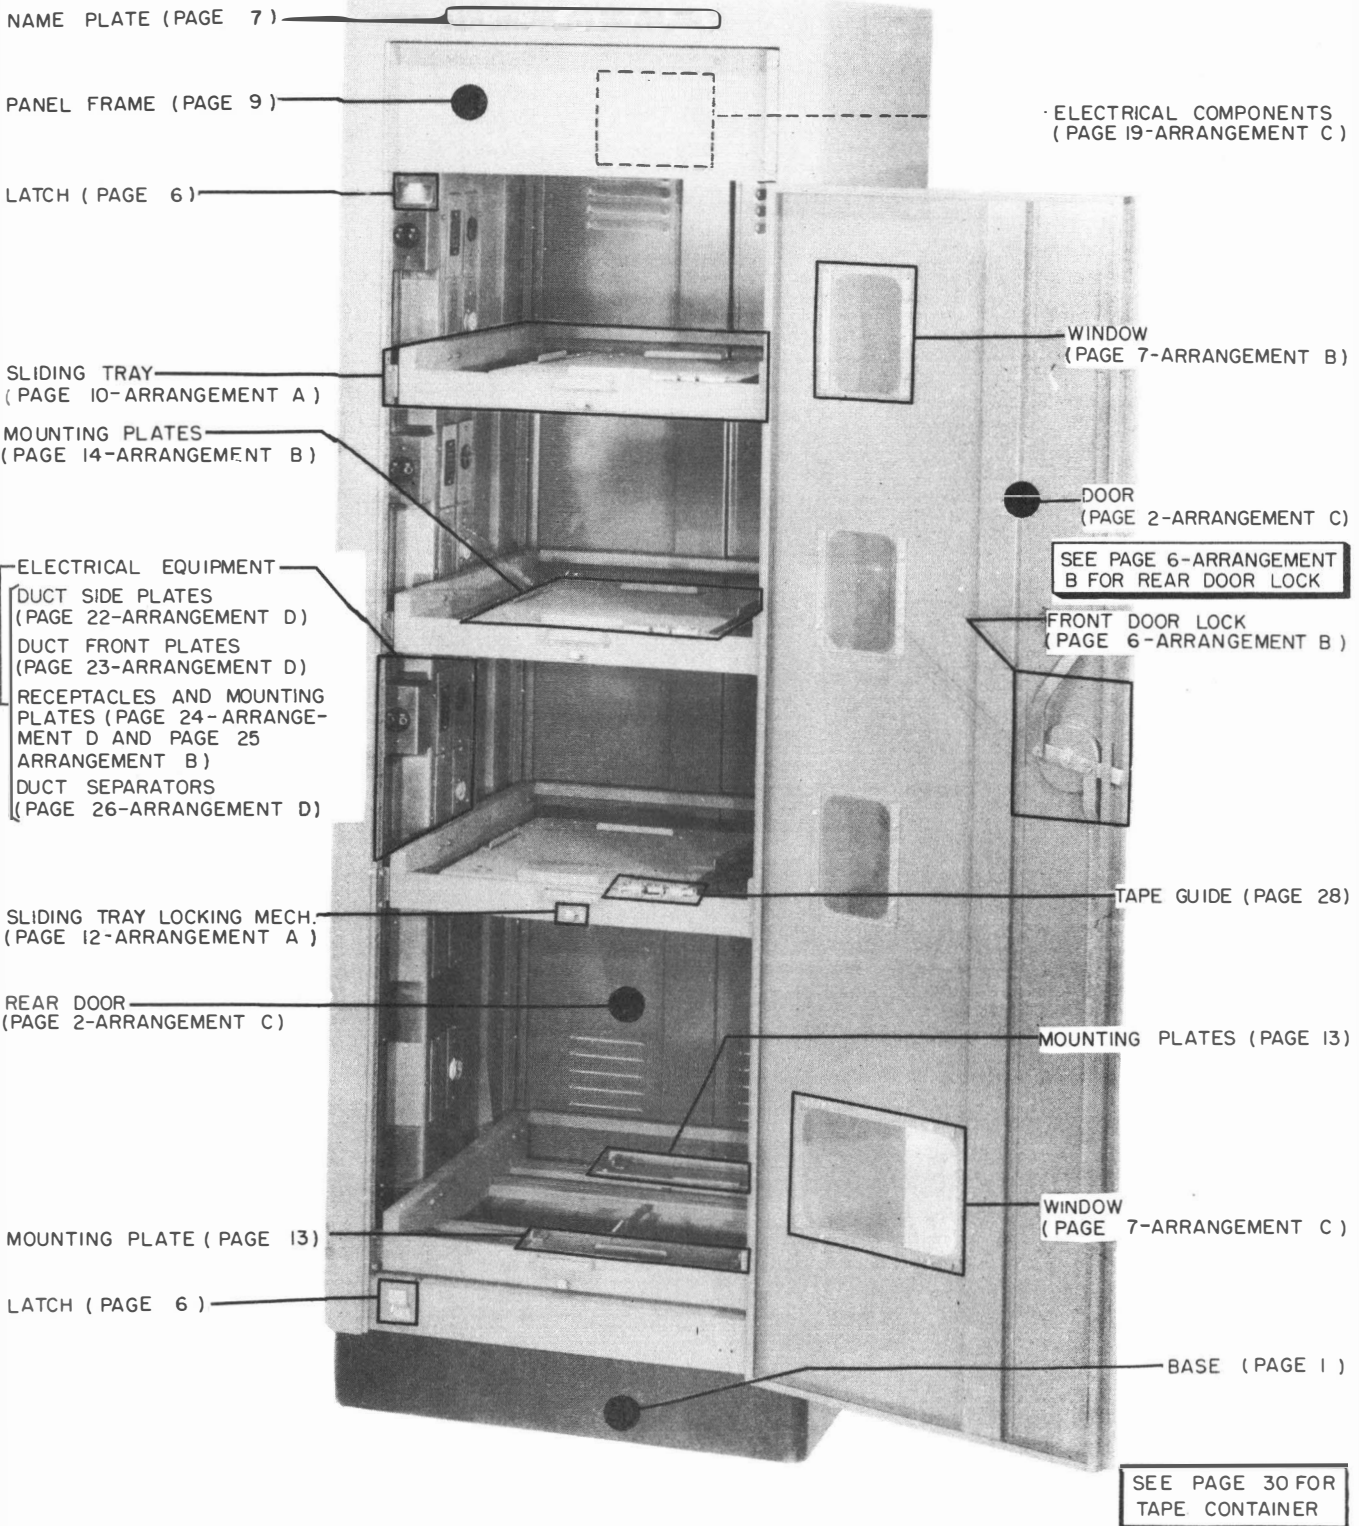 NAME PLATE (PAGE 7)
PANEL FRAME (PAGE 9)
ELECTRICAL COMPONENTS
(PAGE 19-ARRANGEMENT C)
LATCH (PAGE 6)
WINDOW
(PAGE 7-ARRANGEMENT B)
SLIDING TRAY
(PAGE 10-ARRANGEMENT A)
MOUNTING PLATES
(PAGE 14-ARRANGEMENT B)
DOOR
(PAGE 2-ARRANGEMENT C)
SEE PAGE 6-ARRANGEMENT
B FOR REAR DOOR LOCK
ELECTRICAL EQUIPMENT
DUCT SIDE PLATES
(PAGE 22-ARRANGEMENT D)
DUCT FRONT PLATES
(PAGE 23-ARRANGEMENT D)
RECEPTACLES AND MOUNTING
PLATES (PAGE 24-ARRANGE-
MENT D AND PAGE 25
ARRANGEMENT B)
DUCT SEPARATORS
(PAGE 26-ARRANGEMENT D)
FRONT DOOR LOCK
(PAGE 6-ARRANGEMENT B)
TAPE GUIDE (PAGE 28)
SLIDING TRAY LOCKING MECH.
(PAGE 12-ARRANGEMENT A)
REAR DOOR
(PAGE 2-ARRANGEMENT C)
MOUNTING PLATES (PAGE 13)
WINDOW
(PAGE 7-ARRANGEMENT C)
MOUNTING PLATE (PAGE 13)
LATCH (PAGE 6)
BASE (PAGE 1)
SEE PAGE 30 FOR
TAPE CONTAINER